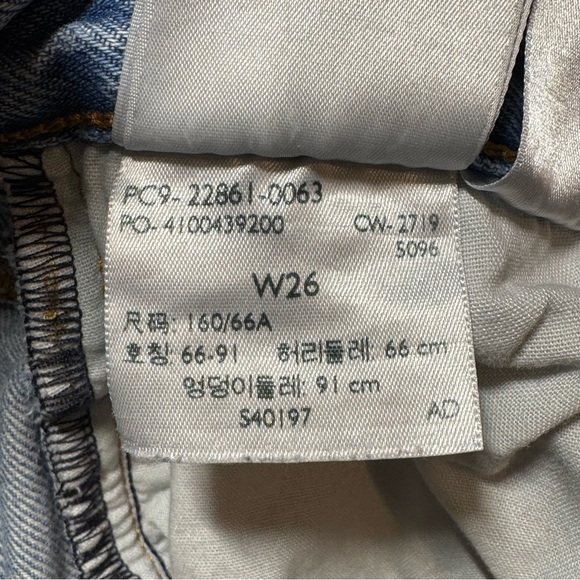 PC9- 22861-0063
PO- 4100439200 CW- 2719
5096
W26
尺码: 160/66A
호칭: 66-91 허리둘레: 66 cm
엉덩이둘레: 91 cm
S40197 AD